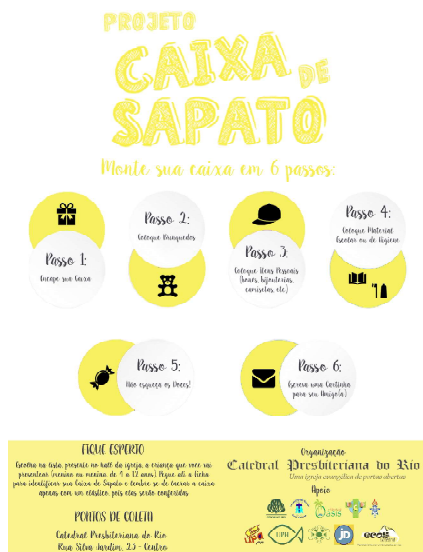 PROJETO
CAIXA DE
SAPATO
Monte sua caixa em 6 passos:
Passo 1:
Encape sua Caixa
Passo 2:
Coloque Brinquedos
Passo 3:
Coloque Itens Pessoais
(bonés, bijouterias,
camisetas, etc.)
Passo 4:
Coloque Material
Escolar ou de Higiene
Passo 5:
Não esqueça os Doces!
Passo 6:
Escreva uma Cartinha
para seu Amigo(a)
FIQUE ESPERTO
Escolha na lista, presente no hall da igreja, a criança que você vai
presentear (menino ou menina, de 4 a 12 anos). Pegue ali a ficha
para identificar sua Caixa de Sapato e lembre-se de lacrar a caixa
apenas com um elástico, pois elas serão conferidas
PONTOS DE COLETA
Catedral Presbiteriana do Rio
Rua Silva Jardim, 23 - Centro
Organização
Catedral Presbiteriana do Rio
Uma igreja evangélica de portas abertas
Apoio
OASIS
UPH
jd